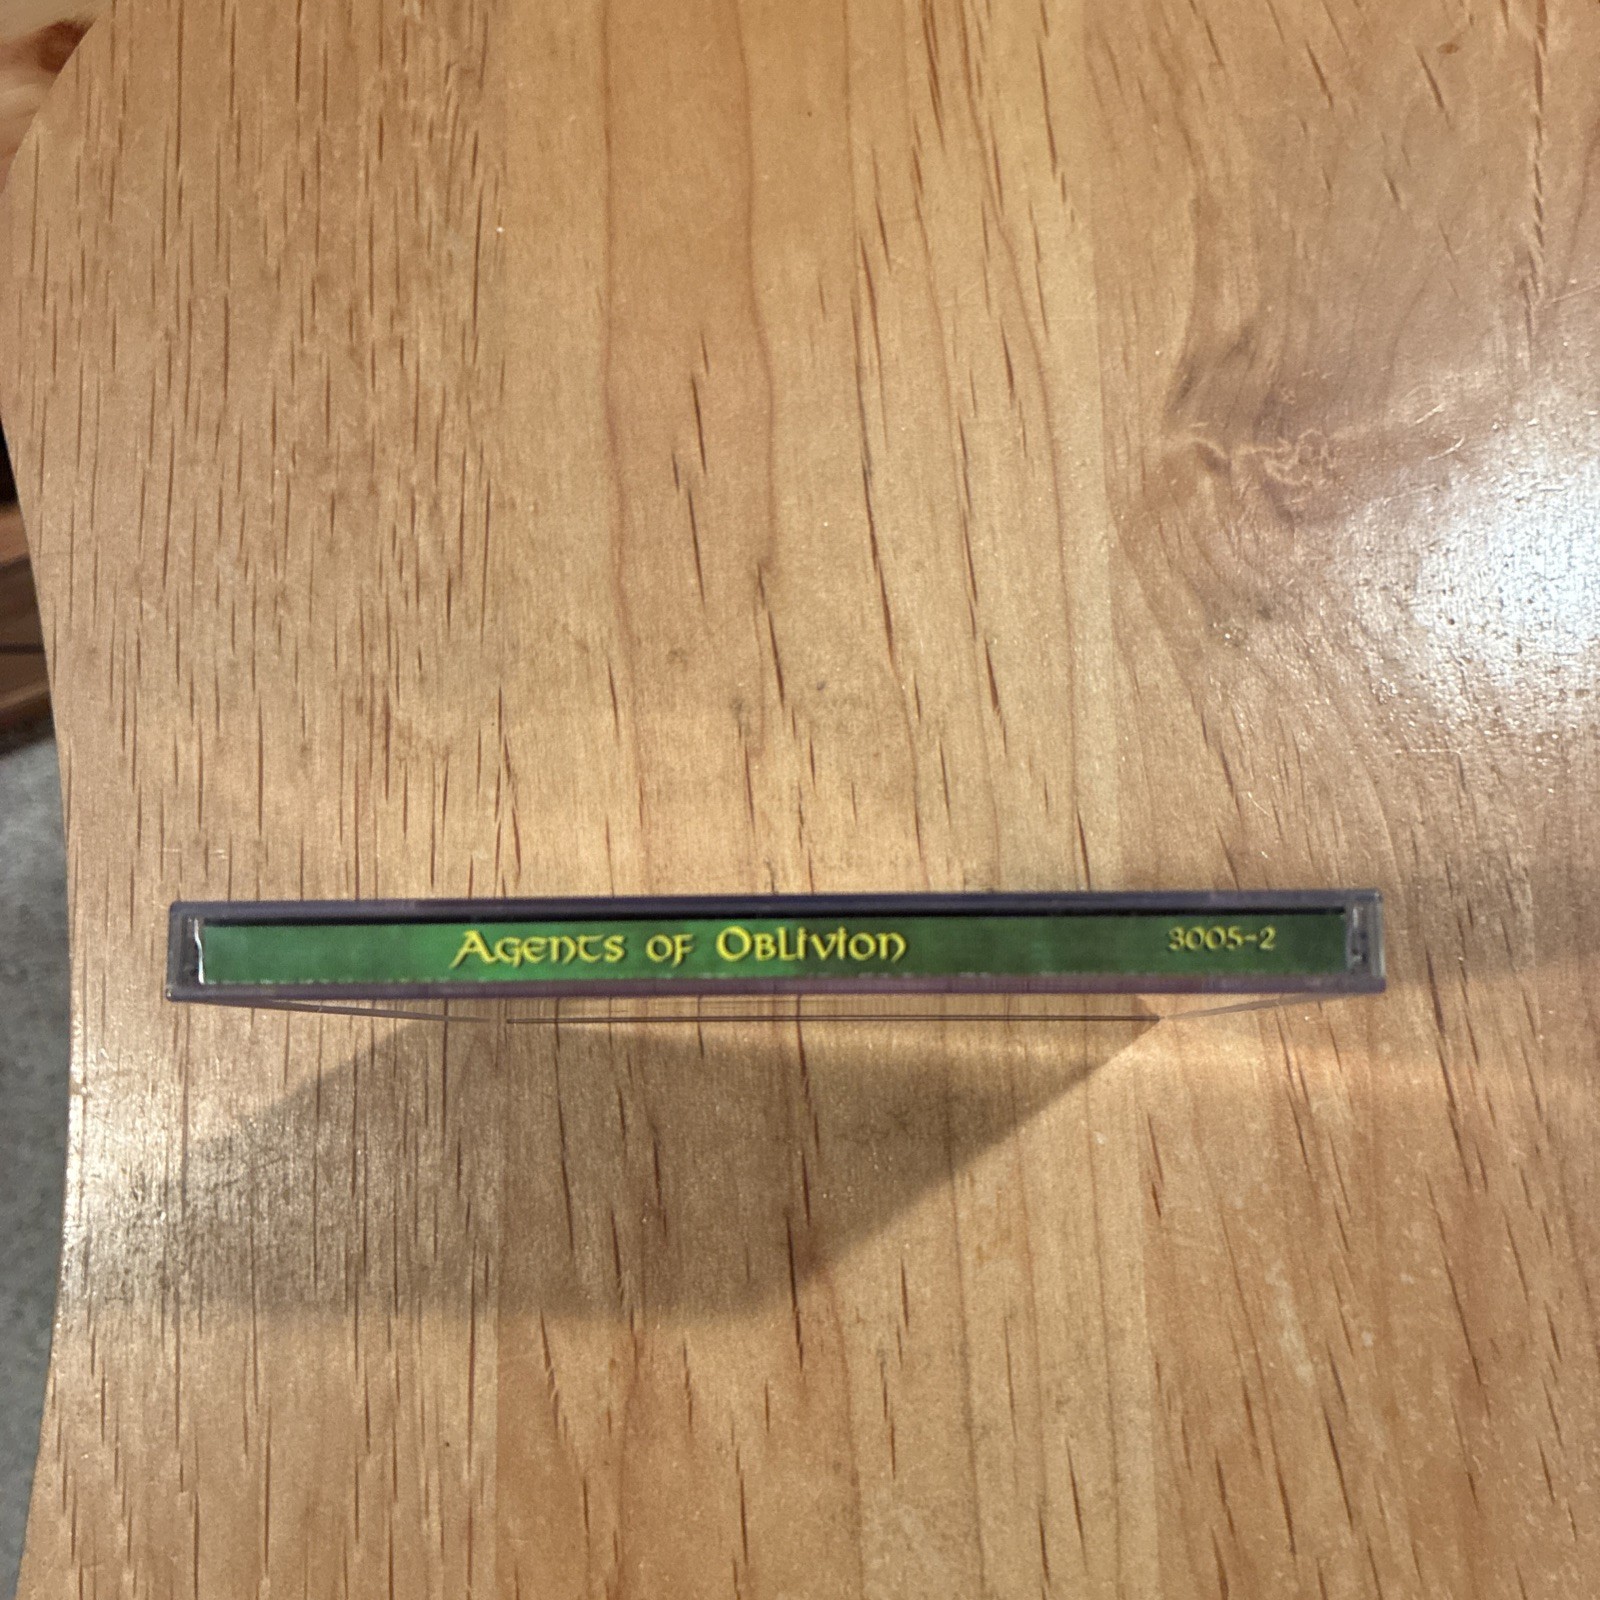 Agents of Oblivion 3005-2